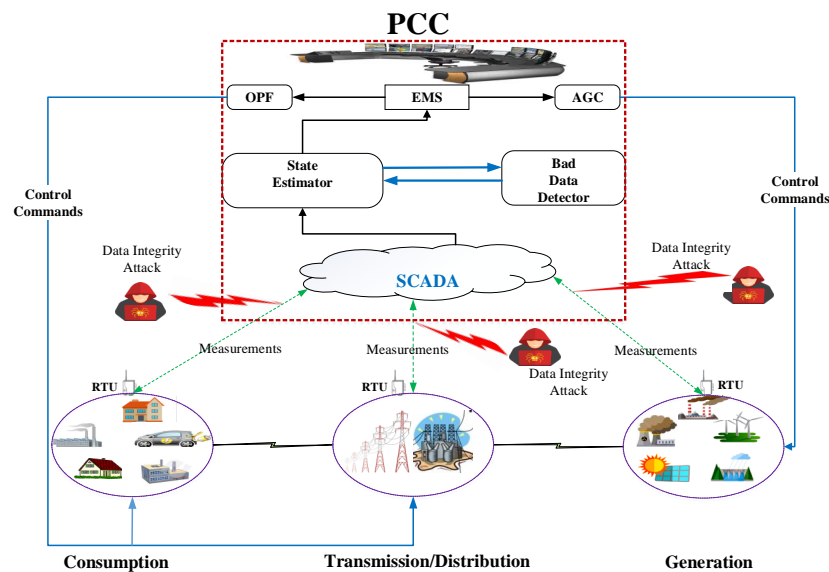 PCC
OPF
EMS
AGC
State
Estimator
Bad
Data
Detector
Control
Commands
Control
Commands
Data Integrity
Attack
Data Integrity
Attack
SCADA
Measurements
Measurements
Measurements
Data Integrity
Attack
RTU
RTU
RTU
Consumption
Transmission/Distribution
Generation